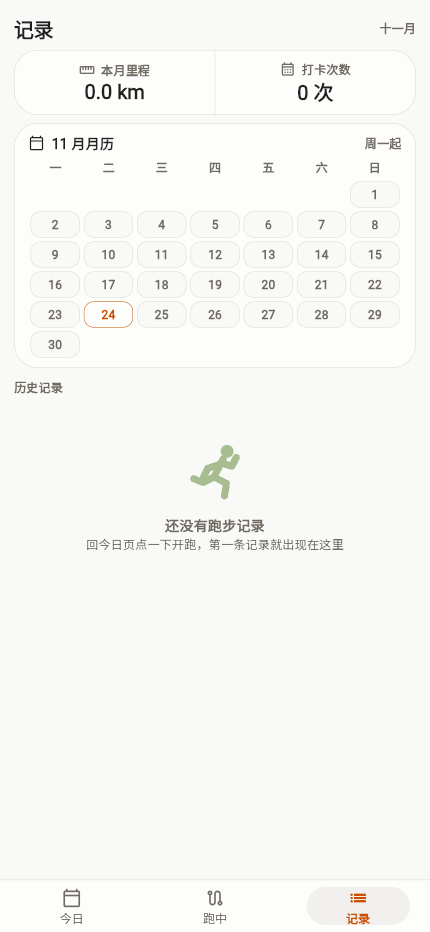 记录
十一月
本月里程
打卡次数
0.0 km
0 次
11 月月历
周一起
一 二 三 四 五 六 日
1
2 3 4 5 6 7 8
9 10 11 12 13 14 15
16 17 18 19 20 21 22
23 24 25 26 27 28 29
30
历史记录
还没有跑步记录
回今日页点一下开跑，第一条记录就出现在这里
今日
跑中
记录